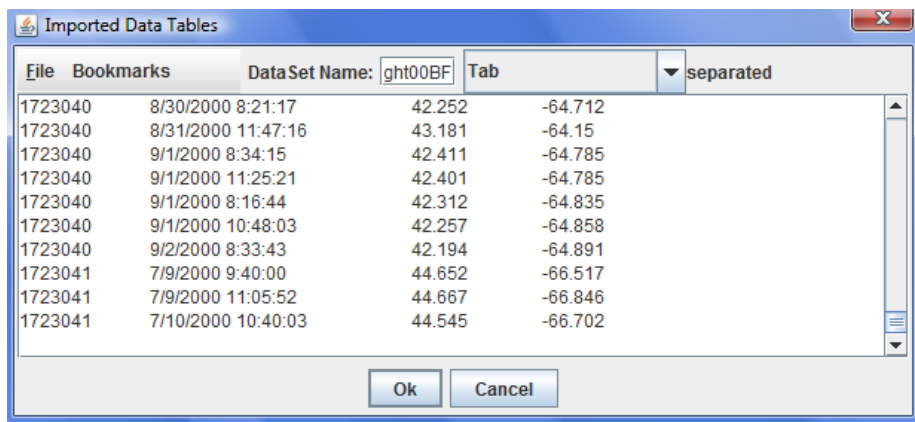 Imported Data Tables
File Bookmarks DataSet Name: ght00BF Tab separated
1723040 8/30/2000 8:21:17 42.252 -64.712
1723040 8/31/2000 11:47:16 43.181 -64.15
1723040 9/1/2000 8:34:15 42.411 -64.785
1723040 9/1/2000 11:25:21 42.401 -64.785
1723040 9/1/2000 8:16:44 42.312 -64.835
1723040 9/1/2000 10:48:03 42.257 -64.858
1723040 9/2/2000 8:33:43 42.194 -64.891
1723041 7/9/2000 9:40:00 44.652 -66.517
1723041 7/9/2000 11:05:52 44.667 -66.846
1723041 7/10/2000 10:40:03 44.545 -66.702
Ok Cancel